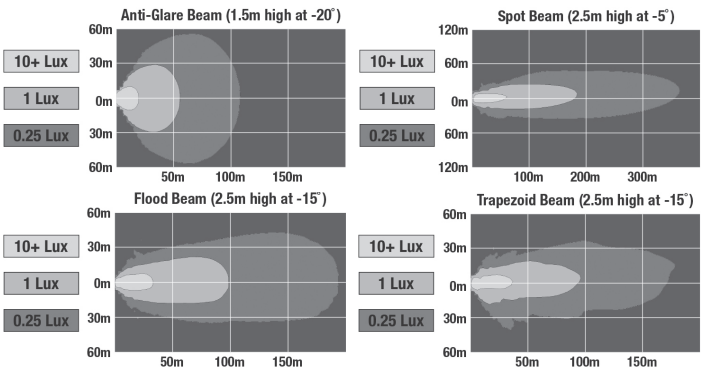 Anti-Glare Beam (1.5m high at -20°)
60m
10+ Lux
30m
1 Lux
0m
0.25 Lux
30m
60m
50m 100m 150m
Spot Beam (2.5m high at -5°)
120m
10+ Lux
60m
1 Lux
0m
0.25 Lux
60m
120m
100m 200m 300m
Flood Beam (2.5m high at -15°)
60m
10+ Lux
30m
1 Lux
0m
0.25 Lux
30m
60m
50m 100m 150m
Trapezoid Beam (2.5m high at -15°)
60m
10+ Lux
30m
1 Lux
0m
0.25 Lux
30m
60m
50m 100m 150m